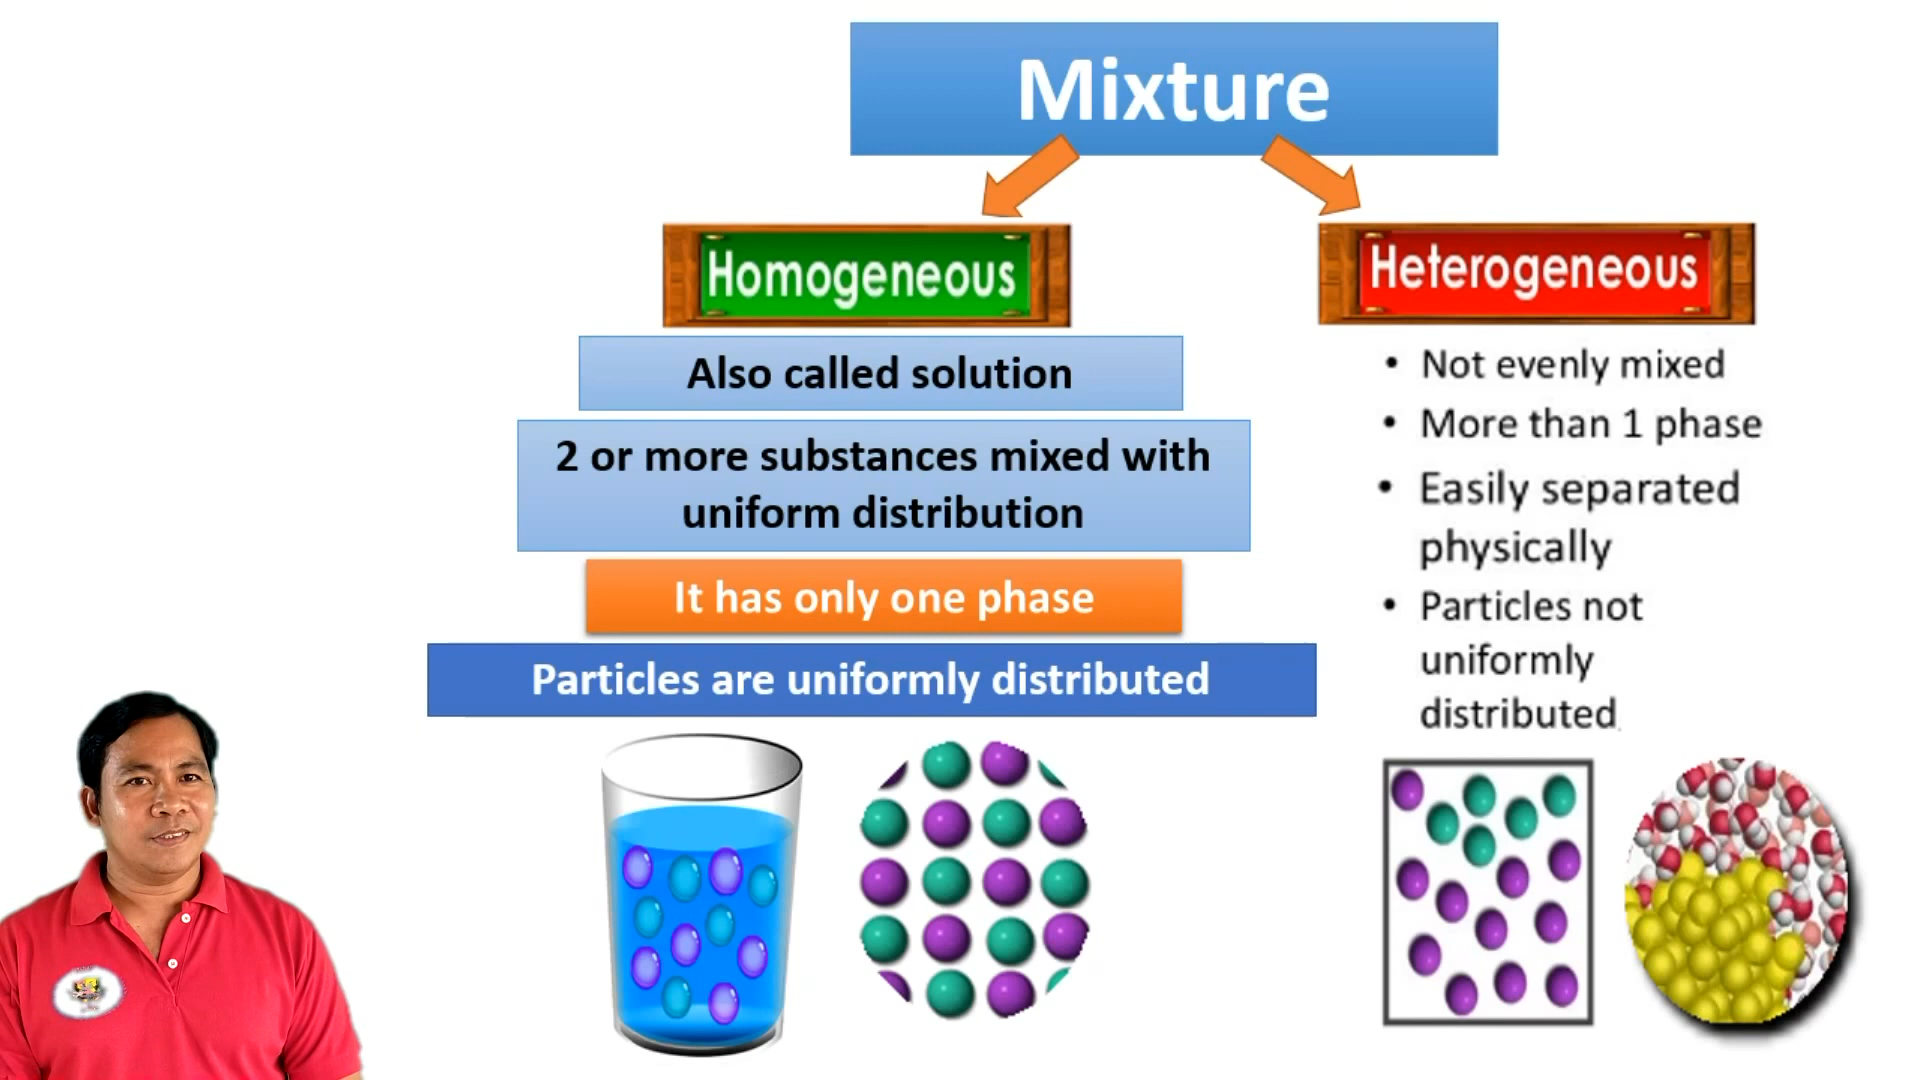 Mixture
Homogeneous
Also called solution
2 or more substances mixed with
uniform distribution
It has only one phase
Particles are uniformly distributed
Heterogeneous
• Not evenly mixed
• More than 1 phase
• Easily separated
physically
• Particles not
uniformly
distributed